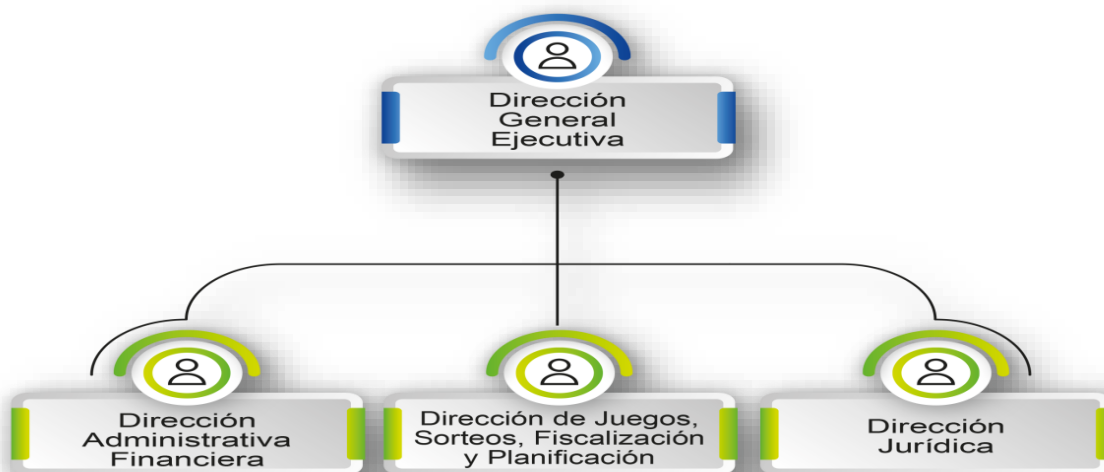 Dirección
General
Ejecutiva
Dirección
Administrativa
Financiera
Dirección de Juegos,
Sorteos, Fiscalización
y Planificación
Dirección
Jurídica